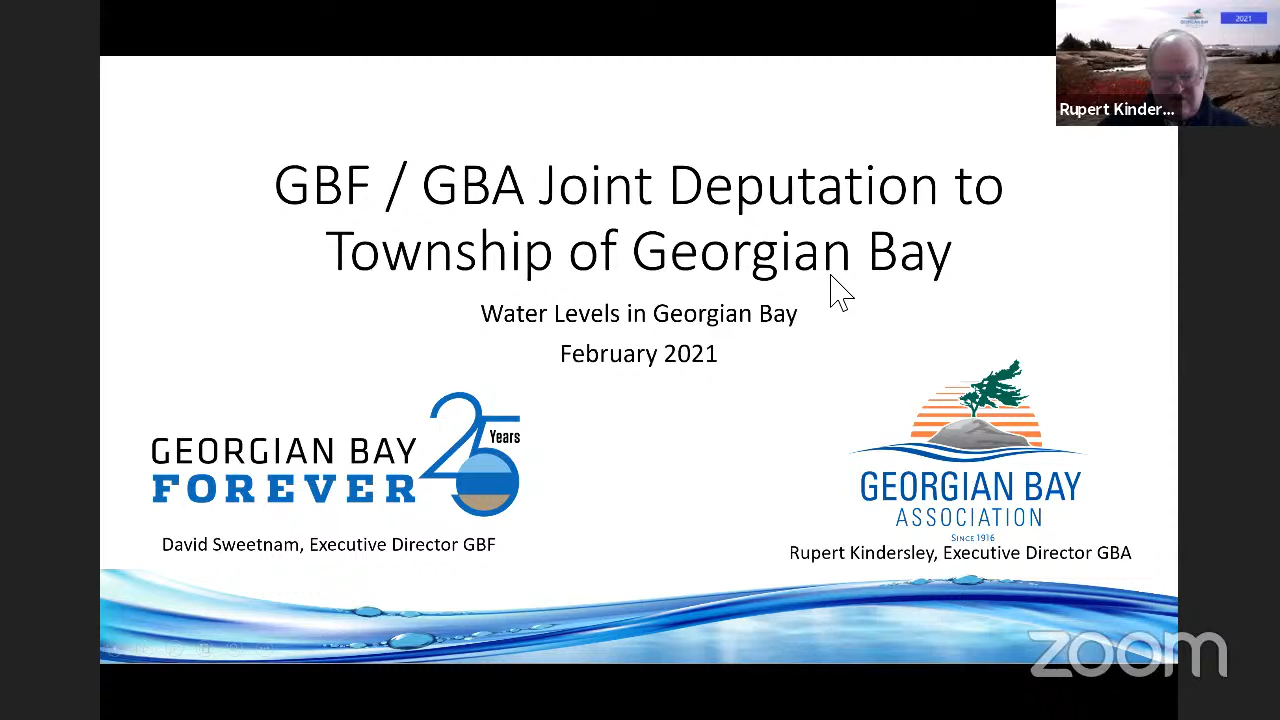 2021
Rupert Kinder...
GBF / GBA Joint Deputation to
Township of Georgian Bay
Water Levels in Georgian Bay
February 2021
25
Years
GEORGIAN BAY
FOREVER
David Sweetnam, Executive Director GBF
GEORGIAN BAY
ASSOCIATION
SINCE 1916
Rupert Kindersley, Executive Director GBA
zoom